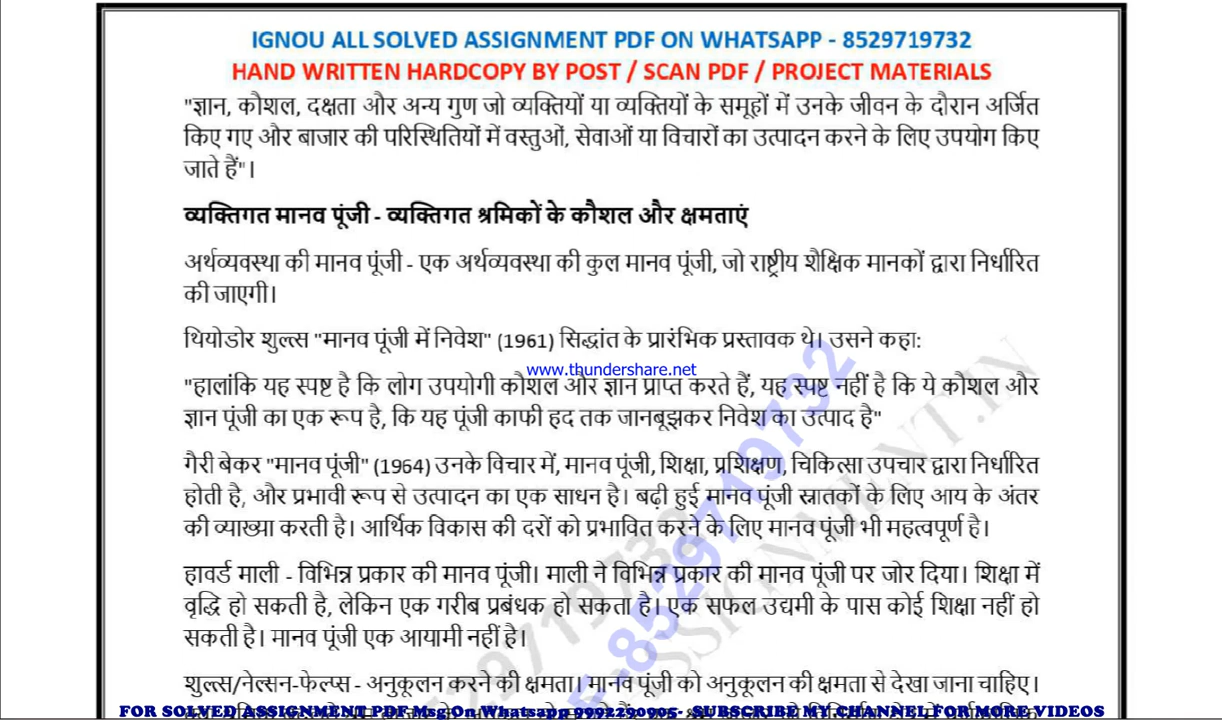 IGNOU ALL SOLVED ASSIGNMENT PDF ON WHATSAPP - 8529719732
HAND WRITTEN HARDCOPY BY POST / SCAN PDF / PROJECT MATERIALS
"ज्ञान, कौशल, दक्षता और अन्य गुण जो व्यक्तियों या व्यक्तियों के समूहों में उनके जीवन के दौरान अर्जित
किए गए और बाजार की परिस्थितियों में वस्तुओं, सेवाओं या विचारों का उत्पादन करने के लिए उपयोग किए
जाते हैं"।
व्यक्तिगत मानव पूंजी - व्यक्तिगत श्रमिकों के कौशल और क्षमताएं
अर्थव्यवस्था की मानव पूंजी - एक अर्थव्यवस्था की कुल मानव पूंजी, जो राष्ट्रीय शैक्षिक मानकों द्वारा निर्धारित
की जाएगी।
थियोडोर शुल्त्स "मानव पूंजी में निवेश" (1961) सिद्धांत के प्रारंभिक प्रस्तावक थे। उसने कहा:
www.thundershare.net
"हालांकि यह स्पष्ट है कि लोग उपयोगी कौशल और ज्ञान प्राप्त करते हैं, यह स्पष्ट नहीं है कि ये कौशल और
ज्ञान पूंजी का एक रूप है, कि यह पूंजी काफी हद तक जानबूझकर निवेश का उत्पाद है"
गैरी बेकर "मानव पूंजी" (1964) उनके विचार में, मानव पूंजी, शिक्षा, प्रशिक्षण, चिकित्सा उपचार द्वारा निर्धारित
होती है, और प्रभावी रूप से उत्पादन का एक साधन है। बढ़ी हुई मानव पूंजी स्नातकों के लिए आय के अंतर
की व्याख्या करती है। आर्थिक विकास की दरों को प्रभावित करने के लिए मानव पूंजी भी महत्वपूर्ण है।
हावर्ड माली - विभिन्न प्रकार की मानव पूंजी। माली ने विभिन्न प्रकार की मानव पूंजी पर जोर दिया। शिक्षा में
वृद्धि हो सकती है, लेकिन एक गरीब प्रबंधक हो सकता है। एक सफल उद्यमी के पास कोई शिक्षा नहीं हो
सकती है। मानव पूंजी एक आयामी नहीं है।
शुल्त्स/नेल्सन-फेल्प्स - अनुकूलन करने की क्षमता। मानव पूंजी को अनुकूलन की क्षमता से देखा जाना चाहिए।
FOR SOLVED ASSIGNMENT PDF Msg On Whatsapp 9992290905- SUBSCRIBE MY CHANNEL FOR MORE VIDEOS